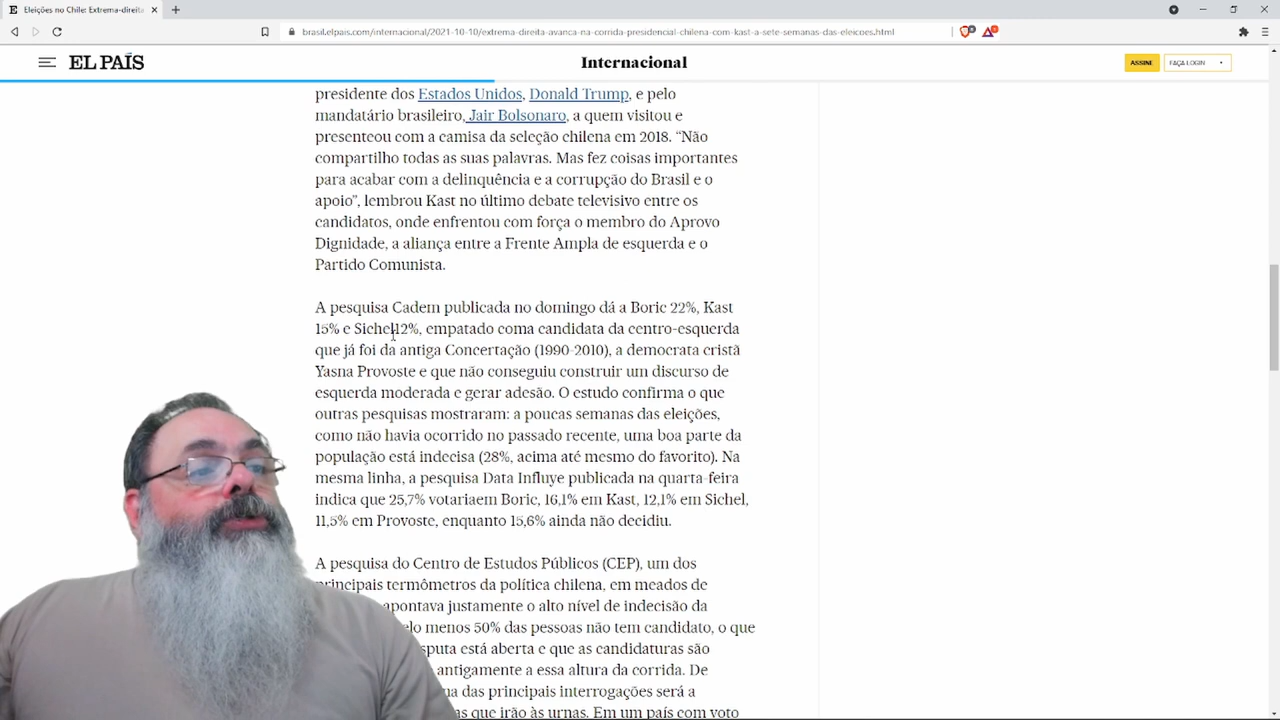 Eleições no Chile: Extrema-direita
brasil.elpais.com/internacional/2021-10-10/extrema-direita-avanca-na-corrida-presidencial-chilena-com-kast-a-sete-semanas-das-eleicoes.html
EL PAÍS
Internacional
ASSINE
FAÇA LOGIN
presidente dos Estados Unidos, Donald Trump, e pelo
mandatário brasileiro, Jair Bolsonaro, a quem visitou e
presenteou com a camisa da seleção chilena em 2018. “Não
compartilho todas as suas palavras. Mas fez coisas importantes
para acabar com a delinquência e a corrupção do Brasil e o
apoio”, lembrou Kast no último debate televisivo entre os
candidatos, onde enfrentou com força o membro do Aprovo
Dignidade, a aliança entre a Frente Ampla de esquerda e o
Partido Comunista.
A pesquisa Cadem publicada no domingo dá a Boric 22%, Kast
15% e Sichel 12%, empatado coma candidata da centro-esquerda
que já foi da antiga Concertação (1990-2010), a democrata cristã
Yasna Provoste e que não conseguiu construir um discurso de
esquerda moderada e gerar adesão. O estudo confirma o que
outras pesquisas mostraram: a poucas semanas das eleições,
como não havia ocorrido no passado recente, uma boa parte da
população está indecisa (28%, acima até mesmo do favorito). Na
mesma linha, a pesquisa Data Influye publicada na quarta-feira
indica que 25,7% votariaem Boric, 16,1% em Kast, 12,1% em Sichel,
11,5% em Provoste, enquanto 15,6% ainda não decidiu.
A pesquisa do Centro de Estudos Públicos (CEP), um dos
principais termômetros da política chilena, em meados de
apontava justamente o alto nível de indecisão da
menos 50% das pessoas não tem candidato, o que
está aberta e que as candidaturas são
antigamente a essa altura da corrida. De
das principais interrogações será a
que irão às urnas. Em um país com voto